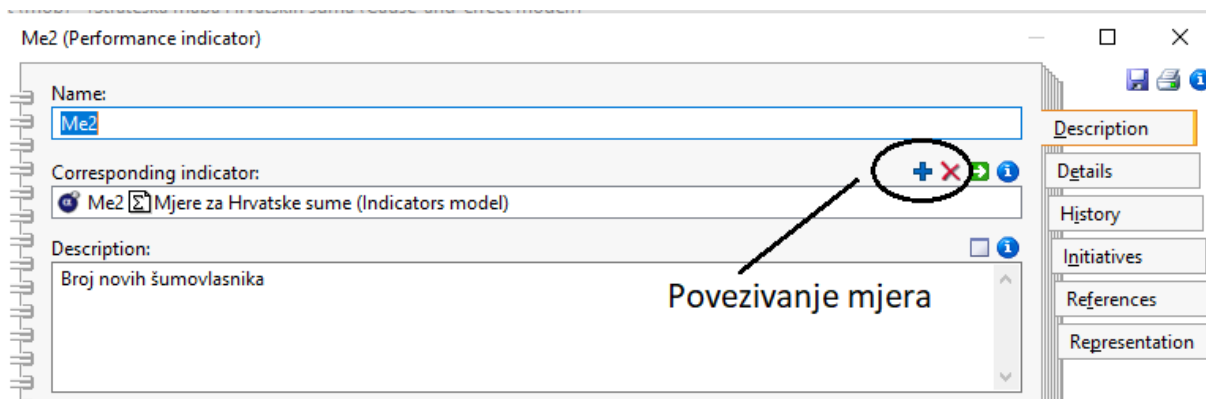 Me2 (Performance indicator)
Name:
Me2
Description
Corresponding indicator:
Details
Me2 Mjere za Hrvatske sume (Indicators model)
History
Description:
Initiatives
Broj novih šumovlasnika
Povezivanje mjera
References
Representation